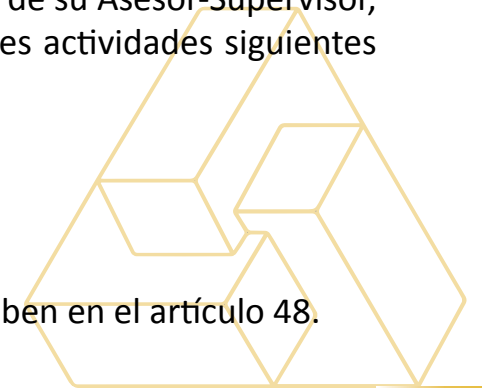 de su Asesor-Supervisor,
es actividades siguientes
ben en el artículo 48.